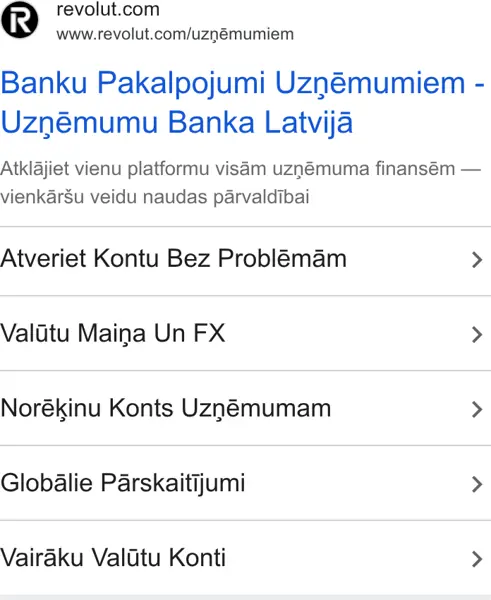 R
revolut.com
www.revolut.com/uzņēmumiem
Banku Pakalpojumi Uzņēmumiem -
Uzņēmumu Banka Latvijā
Atklājiet vienu platformu visām uzņēmuma finansēm —
vienkāršu veidu naudas pārvaldībai
Atveriet Kontu Bez Problēmām
Valūtu Maiņa Un FX
Norēķinu Konts Uzņēmumam
Globālie Pārskaitījumi
Vairāku Valūtu Konti